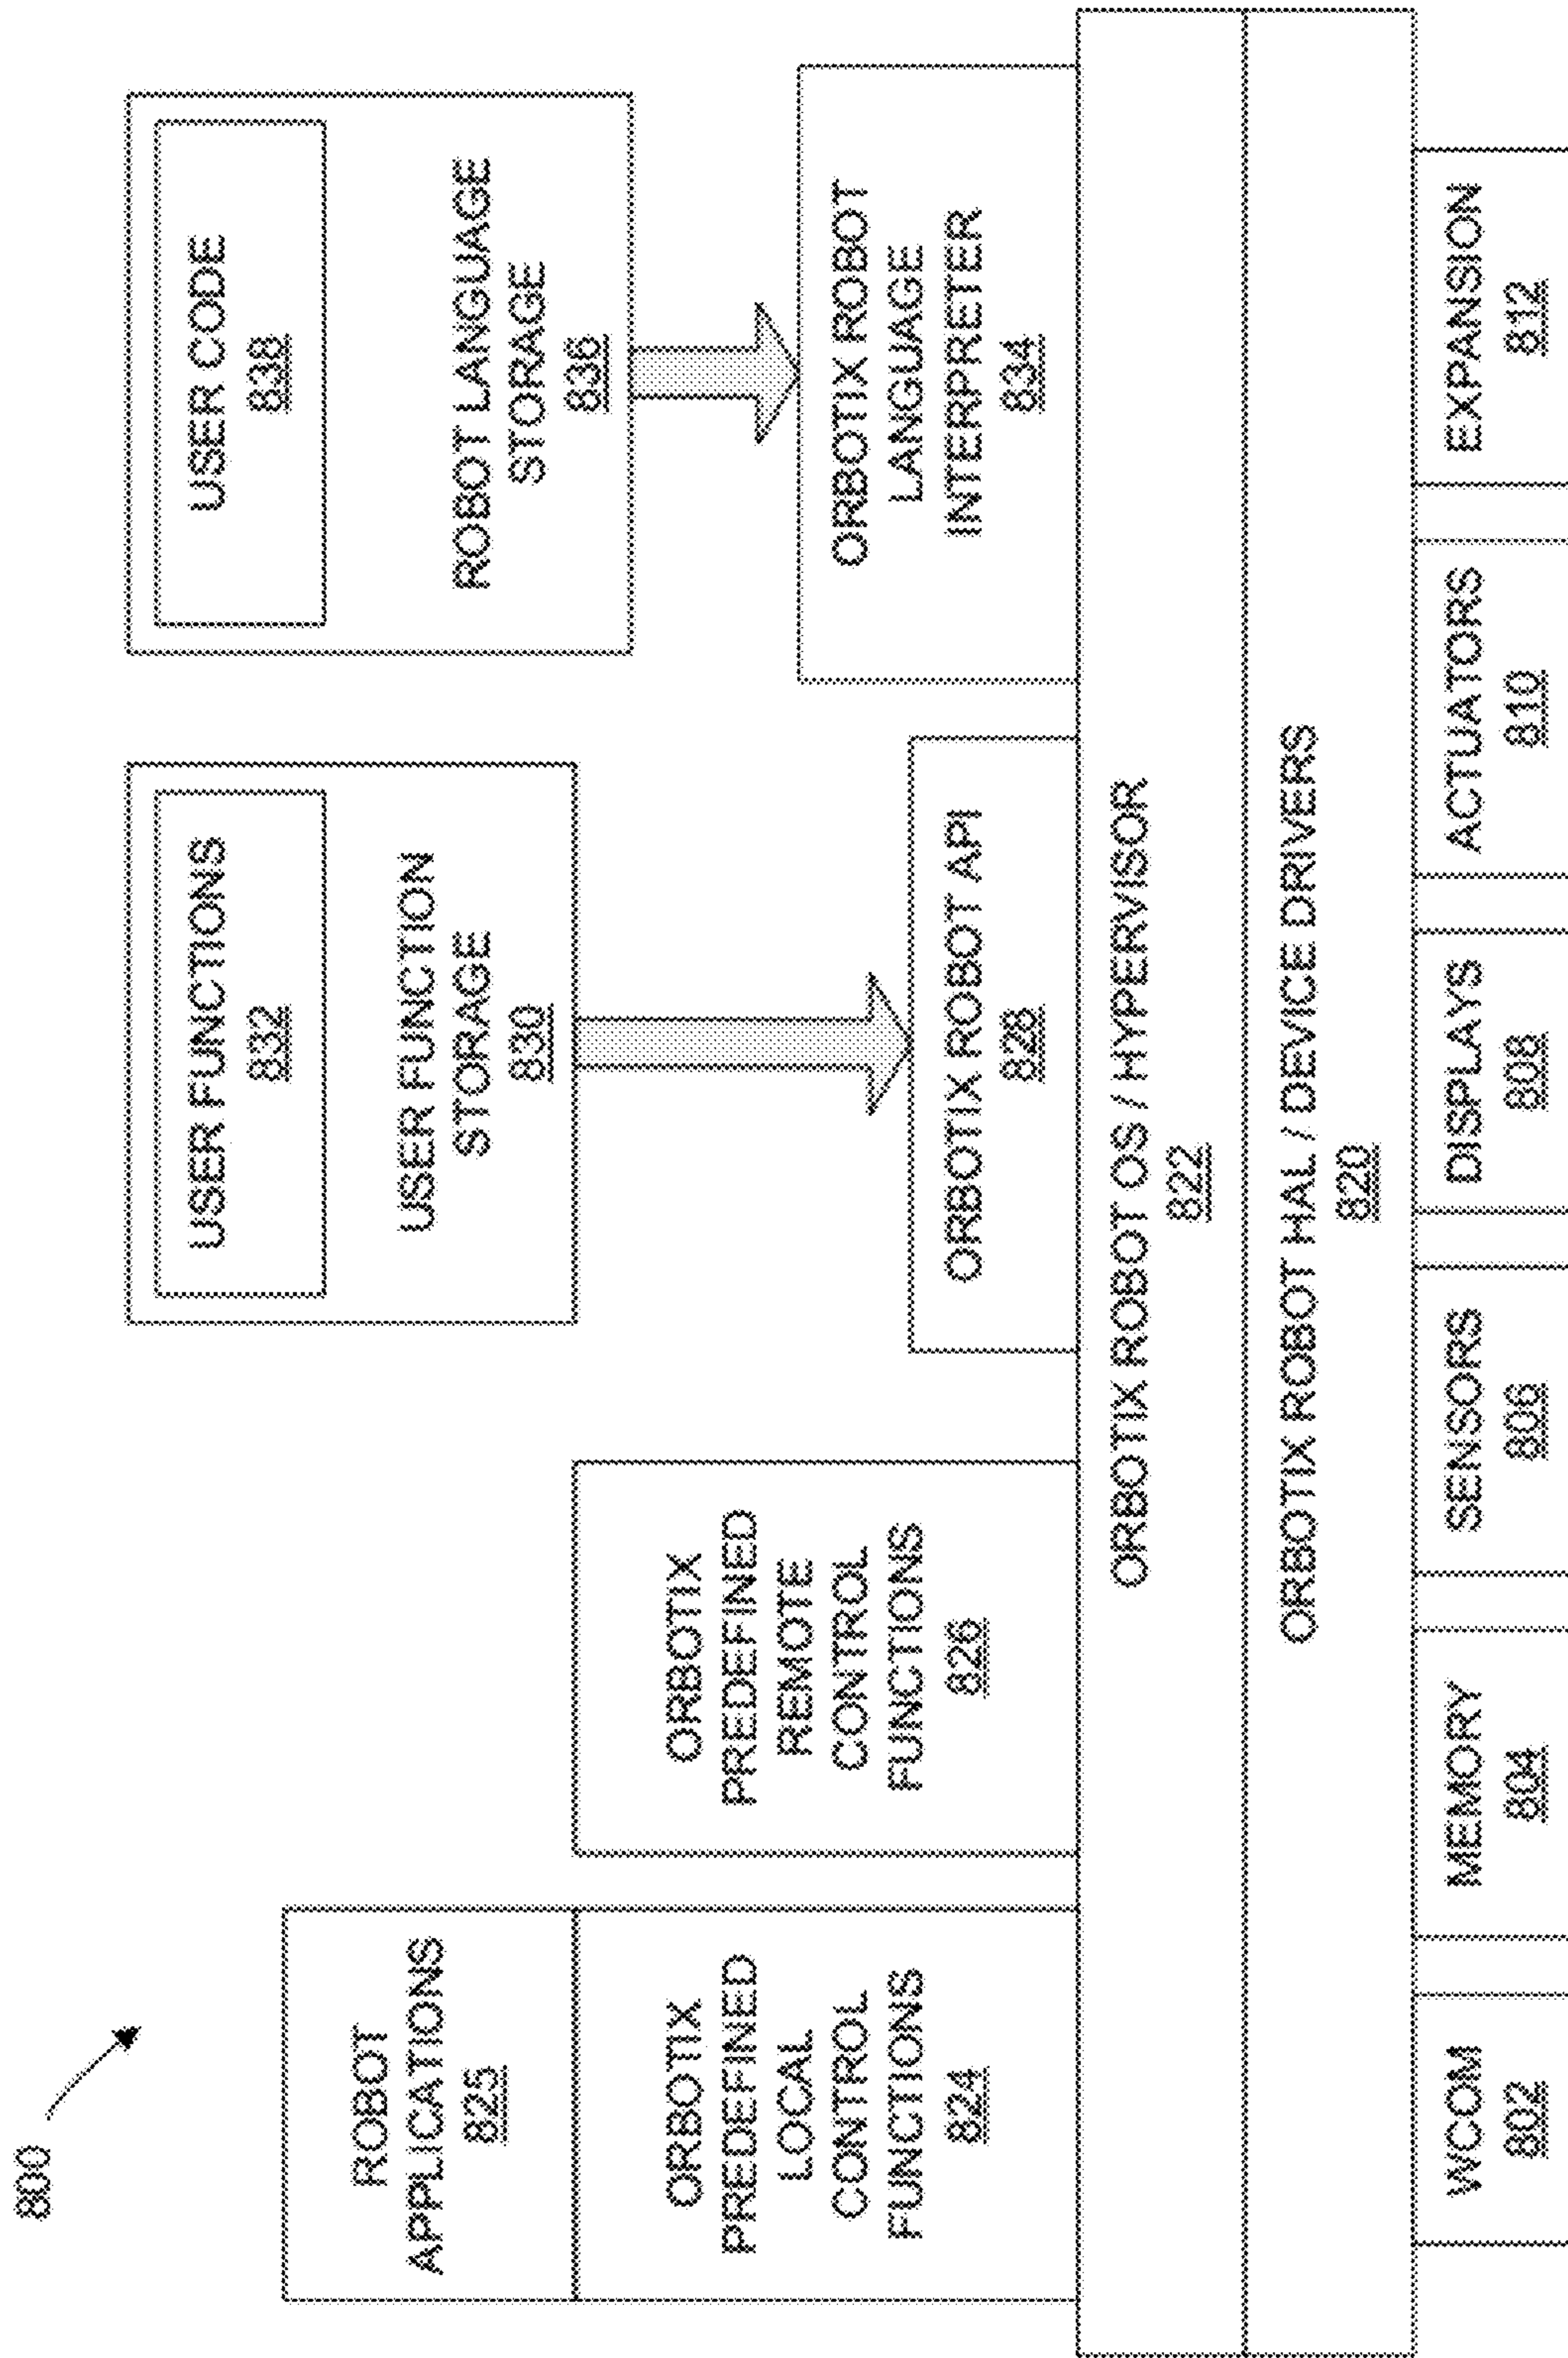 800
ROBOT
APPLICATIONS
825
ORBOTIX
PREDEFINED
LOCAL
CONTROL
FUNCTIONS
824
ORBOTIX
PREDEFINED
REMOTE
CONTROL
FUNCTIONS
826
USER FUNCTIONS
832
USER FUNCTION
STORAGE
830
ORBOTIX ROBOT API
828
USER CODE
838
ROBOT LANGUAGE
STORAGE
836
ORBOTIX ROBOT
LANGUAGE
INTERPRETER
834
ORBOTIX ROBOT OS / HYPERVISOR
822
ORBOTIX ROBOT HAL / DEVICE DRIVERS
820
WCOM
802
MEMORY
804
SENSORS
806
DISPLAYS
808
ACTUATORS
810
EXPANSION
812